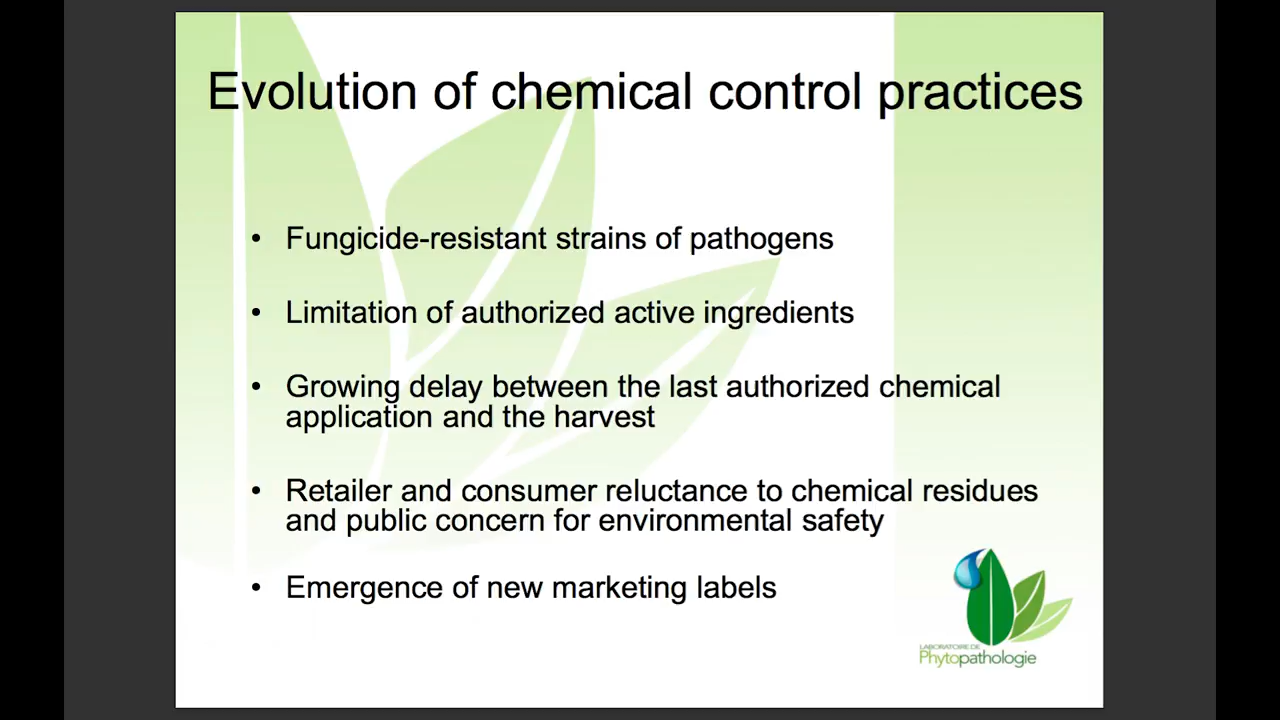 Evolution of chemical control practices
• Fungicide-resistant strains of pathogens
• Limitation of authorized active ingredients
• Growing delay between the last authorized chemical
application and the harvest
• Retailer and consumer reluctance to chemical residues
and public concern for environmental safety
• Emergence of new marketing labels
LABORATOIRE DE
Phytopathologie